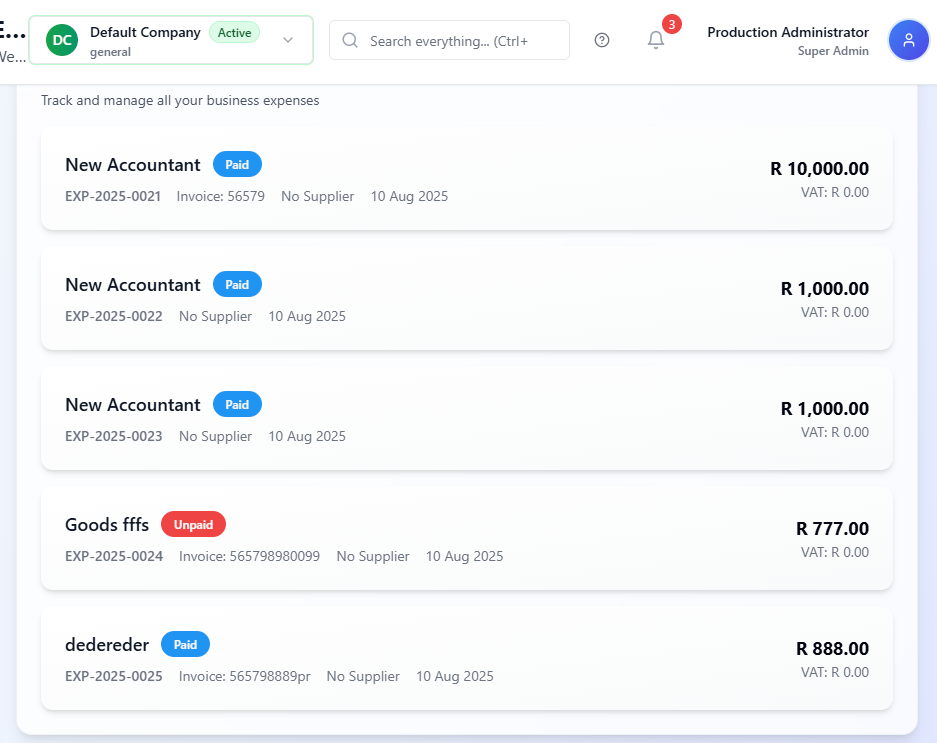 E...
We...
DC
Default Company Active
general
Search everything... (Ctrl+
3
Production Administrator
Super Admin
Track and manage all your business expenses
New Accountant Paid
R 10,000.00
EXP-2025-0021 Invoice: 56579 No Supplier 10 Aug 2025
VAT: R 0.00
New Accountant Paid
R 1,000.00
EXP-2025-0022 No Supplier 10 Aug 2025
VAT: R 0.00
New Accountant Paid
R 1,000.00
EXP-2025-0023 No Supplier 10 Aug 2025
VAT: R 0.00
Goods fffs Unpaid
R 777.00
EXP-2025-0024 Invoice: 565798980099 No Supplier 10 Aug 2025
VAT: R 0.00
dedereder Paid
R 888.00
EXP-2025-0025 Invoice: 565798889pr No Supplier 10 Aug 2025
VAT: R 0.00